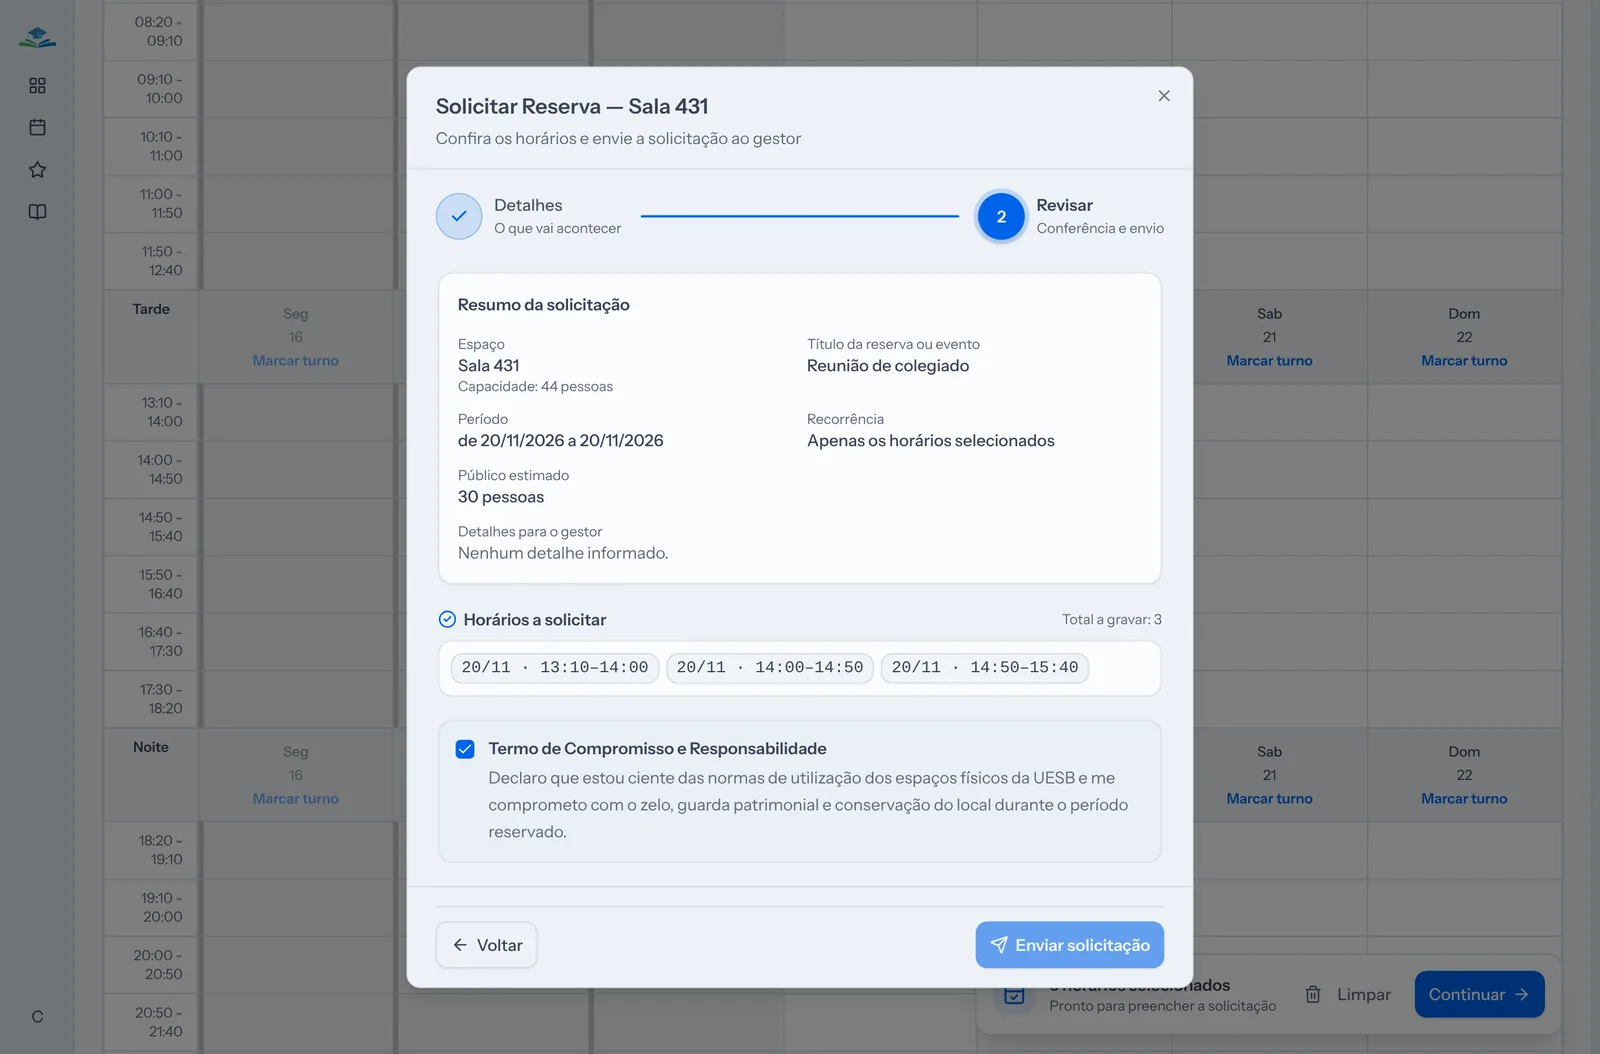 08:20 -
09:10
09:10 -
10:00
10:10 -
11:00
11:00 -
11:50
11:50 -
12:40
Tarde
Seg
16
Marcar turno
Sab
21
Marcar turno
Dom
22
Marcar turno
13:10 -
14:00
14:00 -
14:50
14:50 -
15:40
15:50 -
16:40
16:40 -
17:30
17:30 -
18:20
Noite
Seg
16
Marcar turno
Sab
21
Marcar turno
Dom
22
Marcar turno
18:20 -
19:10
19:10 -
20:00
20:00 -
20:50
20:50 -
21:40
C
Solicitar Reserva — Sala 431
Confira os horários e envie a solicitação ao gestor
Detalhes
O que vai acontecer
2
Revisar
Conferência e envio
Resumo da solicitação
Espaço
Sala 431
Capacidade: 44 pessoas
Título da reserva ou evento
Reunião de colegiado
Período
de 20/11/2026 a 20/11/2026
Recorrência
Apenas os horários selecionados
Público estimado
30 pessoas
Detalhes para o gestor
Nenhum detalhe informado.
Horários a solicitar
Total a gravar: 3
20/11 · 13:10–14:00
20/11 · 14:00–14:50
20/11 · 14:50–15:40
Termo de Compromisso e Responsabilidade
Declaro que estou ciente das normas de utilização dos espaços físicos da UESB e me
comprometo com o zelo, guarda patrimonial e conservação do local durante o período
reservado.
Voltar
Enviar solicitação
Pronto para preencher a solicitação
Limpar
Continuar